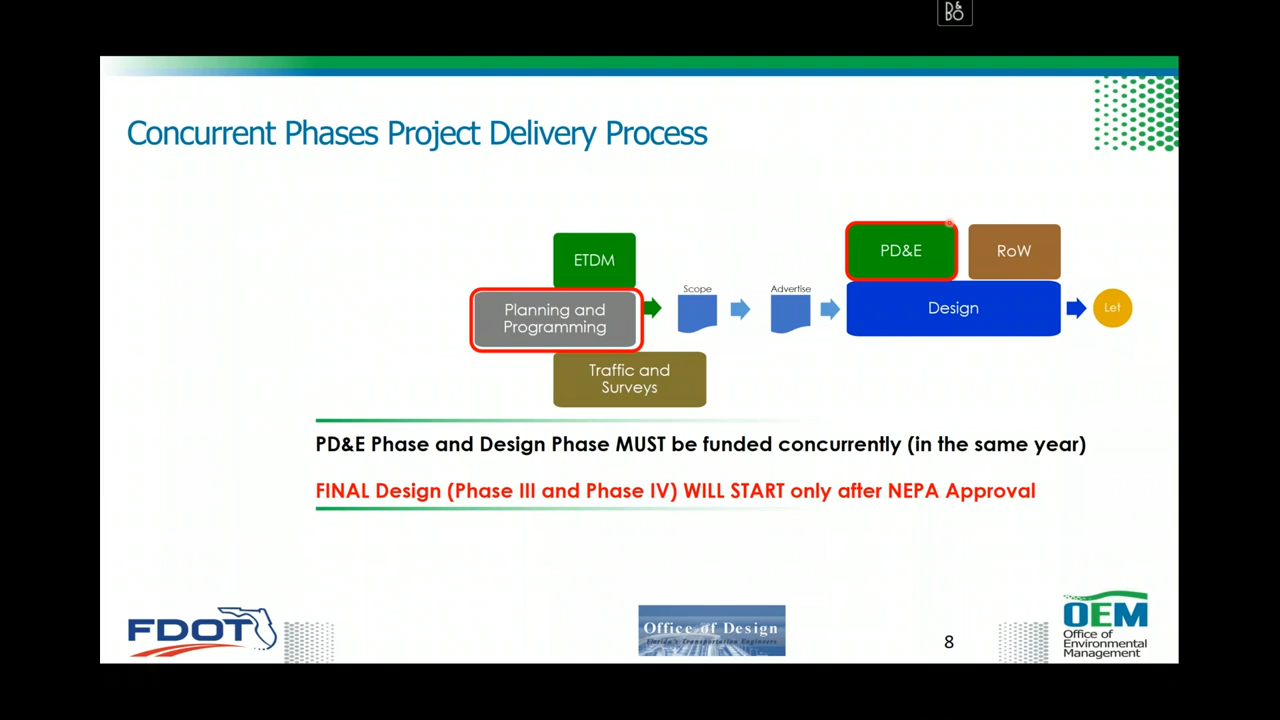 B&O
Concurrent Phases Project Delivery Process
ETDM
Planning and
Programming
Traffic and
Surveys
Scope
Advertise
PD&E
RoW
Design
Let
PD&E Phase and Design Phase MUST be funded concurrently (in the same year)
FINAL Design (Phase III and Phase IV) WILL START only after NEPA Approval
FDOT
Office of Design
Florida's Transportation Engineers
8
OEM
Office of
Environmental
Management